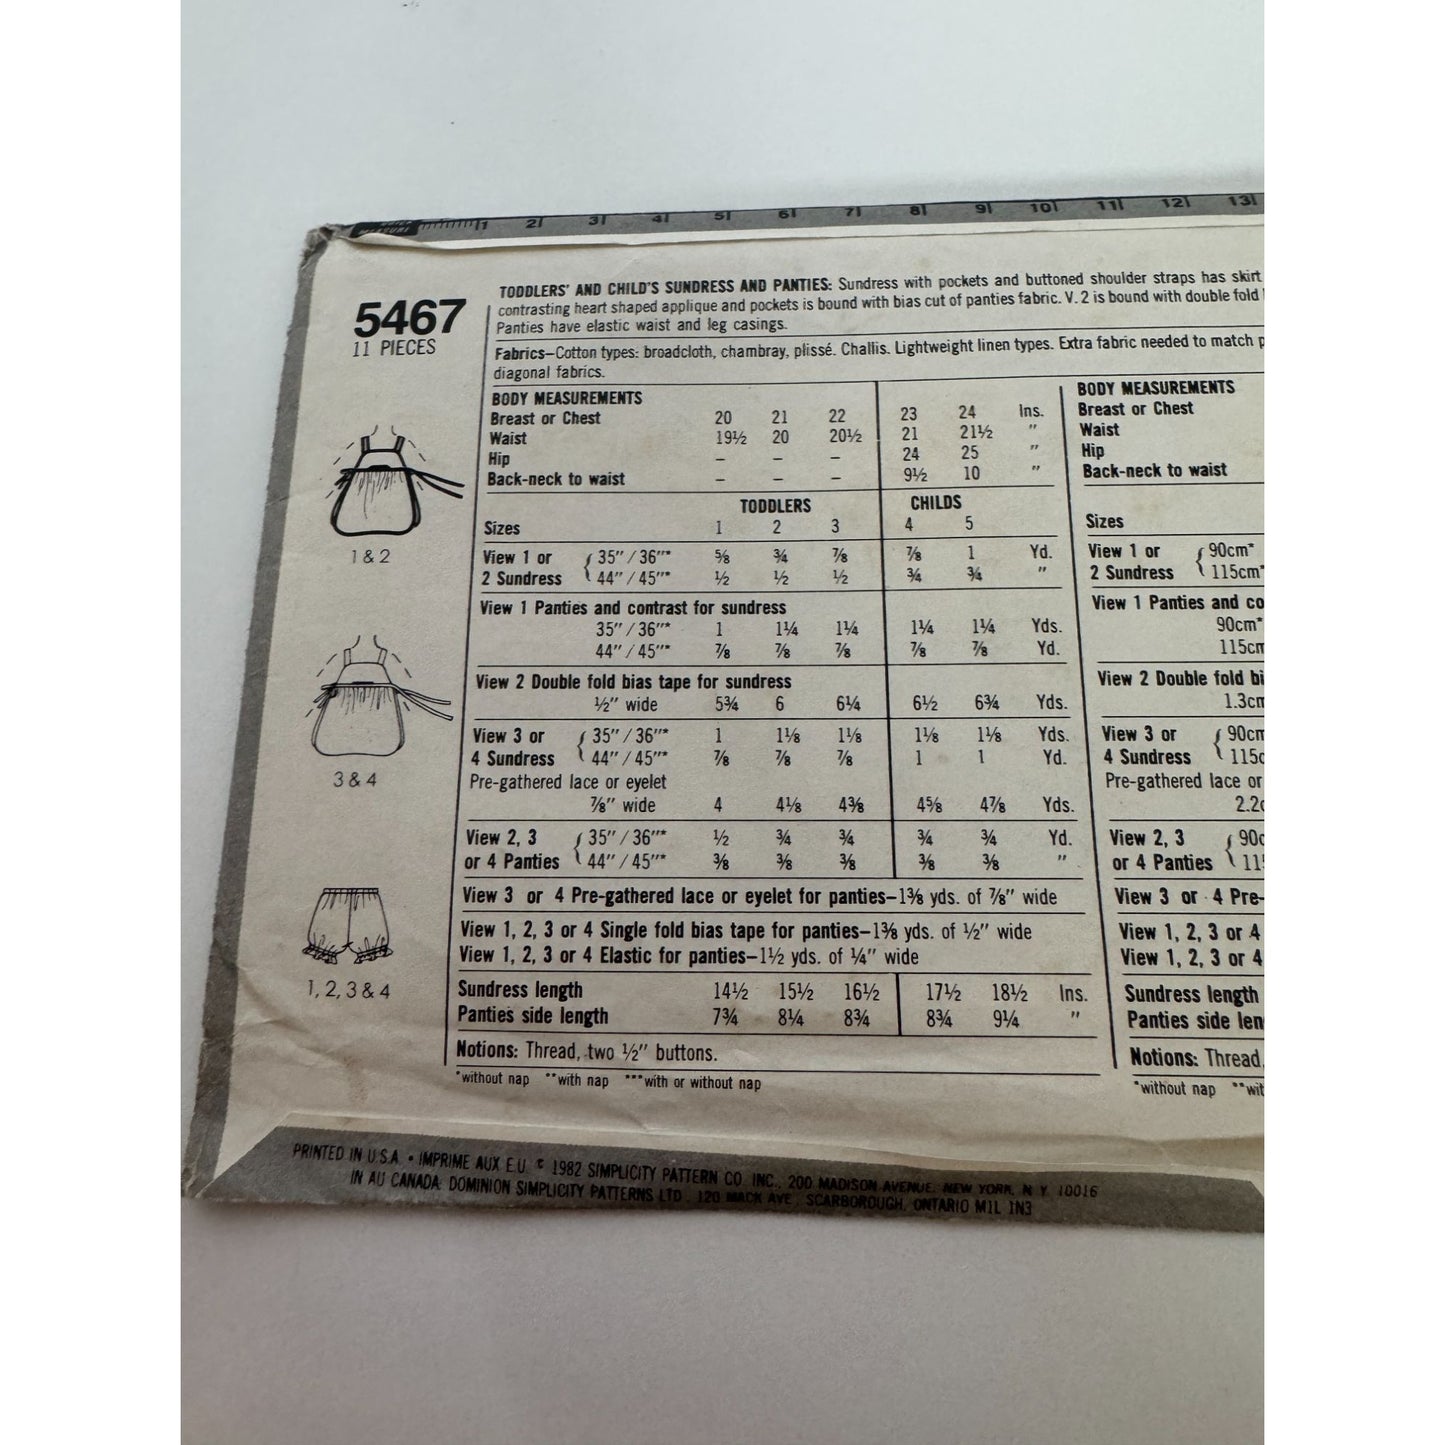 1 2 3 4 5 6 7 8 9 10 11 12 13
5467
11 PIECES
TODDLERS' AND CHILD'S SUNDRESS AND PANTIES: Sundress with pockets and buttoned shoulder straps has skirt
contrasting heart shaped applique and pockets is bound with bias cut of panties fabric. V. 2 is bound with double fold
Panties have elastic waist and leg casings.
Fabrics—Cotton types: broadcloth, chambray, plissé. Challis. Lightweight linen types. Extra fabric needed to match
diagonal fabrics.
BODY MEASUREMENTS
Breast or Chest 20 21 22 23 24 Ins.
Waist 19½ 20 20½ 21 21½ "
Hip – – – 24 25 "
Back-neck to waist – – – 9½ 10 "
TODDLERS CHILDS
Sizes 1 2 3 4 5
View 1 or { 35"/36"* ⅝ ¾ ⅞ ⅞ 1 Yd.
2 Sundress 44"/45"* ½ ½ ½ ¾ ¾ "
View 1 Panties and contrast for sundress
35"/36"* 1 1¼ 1¼ 1¼ 1¼ Yds.
44"/45"* ⅞ ⅞ ⅞ ⅞ ⅞ Yd.
View 2 Double fold bias tape for sundress
½" wide 5¾ 6 6¼ 6½ 6¾ Yds.
View 3 or { 35"/36"* 1 1⅛ 1⅛ 1⅛ 1⅛ Yds.
4 Sundress 44"/45"* ⅞ ⅞ ⅞ 1 1 Yd.
Pre-gathered lace or eyelet
⅞" wide 4 4⅛ 4⅜ 4⅝ 4⅞ Yds.
View 2, 3 { 35"/36"* ½ ¾ ¾ ¾ ¾ Yd.
or 4 Panties 44"/45"* ⅜ ⅜ ⅜ ⅜ ⅜ "
View 3 or 4 Pre-gathered lace or eyelet for panties—1⅜ yds. of ⅞" wide
View 1, 2, 3 or 4 Single fold bias tape for panties—1⅜ yds. of ½" wide
View 1, 2, 3 or 4 Elastic for panties—1½ yds. of ¼" wide
Sundress length 14½ 15½ 16½ 17½ 18½ Ins.
Panties side length 7¾ 8¼ 8¾ 8¾ 9¼ "
Notions: Thread, two ½" buttons.
*without nap **with nap ***with or without nap
BODY MEASUREMENTS
Breast or Chest
Waist
Hip
Back-neck to waist
Sizes
View 1 or { 90cm*
2 Sundress 115cm*
View 1 Panties and
90cm*
115cm
View 2 Double fold
1.3cm
View 3 or { 90cm
4 Sundress 115
Pre-gathered lace or
2.2
View 2, 3 { 90
or 4 Panties
View 3 or 4 Pre-
View 1, 2, 3 or 4
View 1, 2, 3 or 4
Sundress length
Panties side
Notions: Thread,
*without nap
1 & 2
3 & 4
1, 2, 3 & 4
PRINTED IN U.S.A. • IMPRIME AUX E.U. © 1982 SIMPLICITY PATTERN CO. INC., 200 MADISON AVENUE, NEW YORK, N.Y. 10016
IN AU CANADA: DOMINION SIMPLICITY PATTERNS LTD., 120 MACK AVE., SCARBOROUGH, ONTARIO M1L 1N3